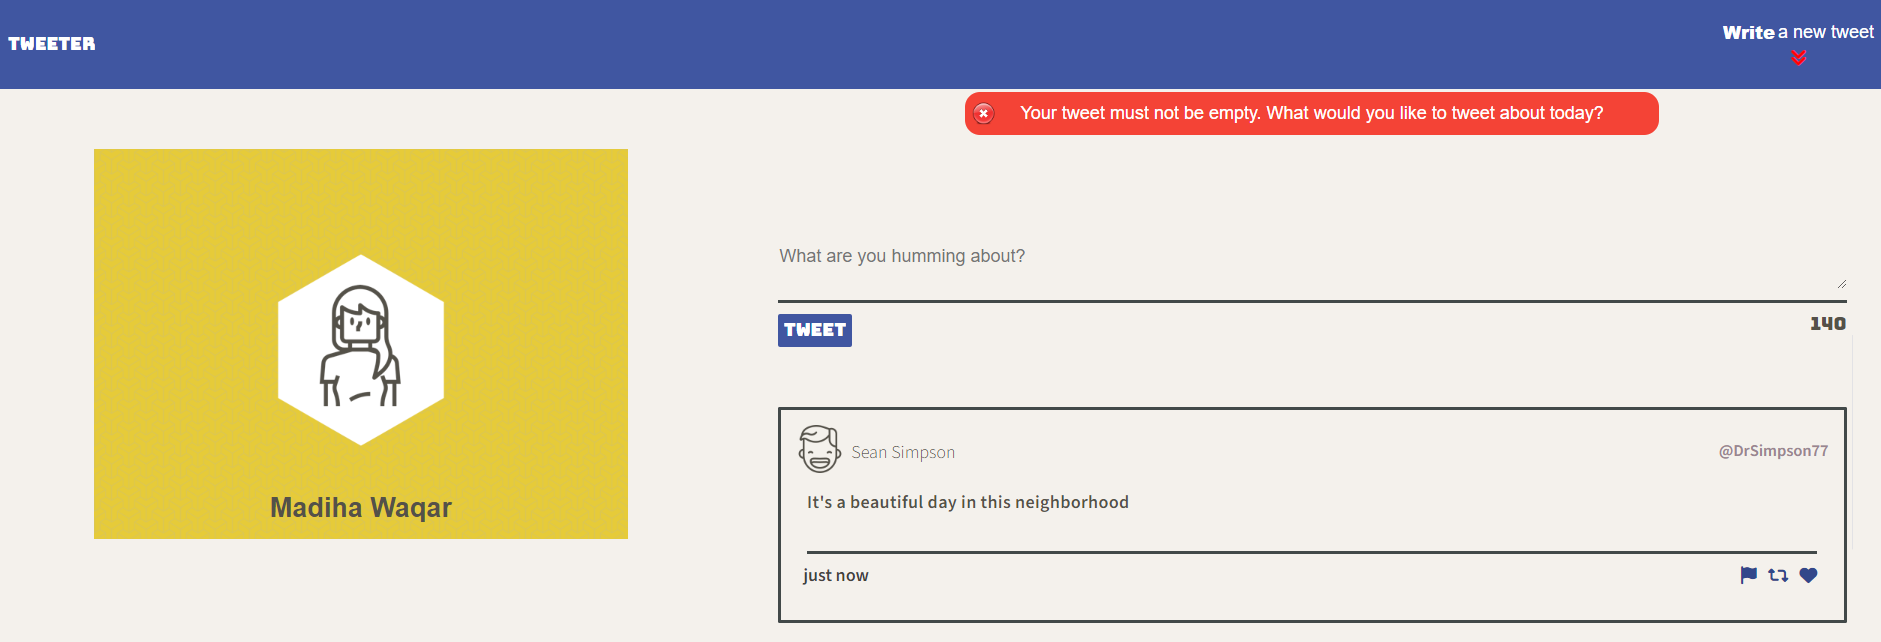 TWEETER
Write a new tweet
Your tweet must not be empty. What would you like to tweet about today?
Madiha Waqar
What are you humming about?
TWEET
140
Sean Simpson
@DrSimpson77
It's a beautiful day in this neighborhood
just now